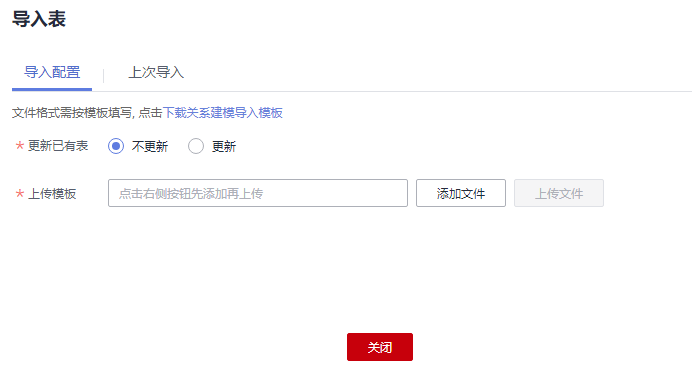 导入表
导入配置 上次导入
文件格式需按模板填写, 点击下载关系建模导入模板
* 更新已有表 不更新 更新
* 上传模板 点击右侧按钮先添加再上传 添加文件 上传文件
关闭